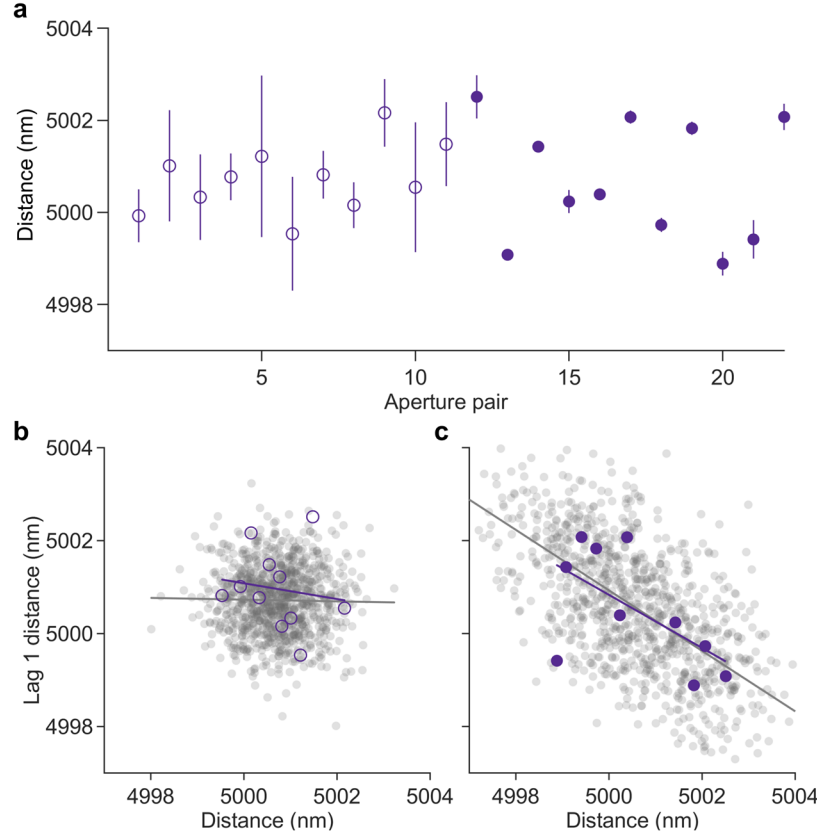 a
5004
5002
5000
4998
Distance (nm)
5 10 15 20
Aperture pair
b
5004
5002
5000
4998
Lag 1 distance (nm)
4998 5000 5002 5004
Distance (nm)
c
4998 5000 5002 5004
Distance (nm)